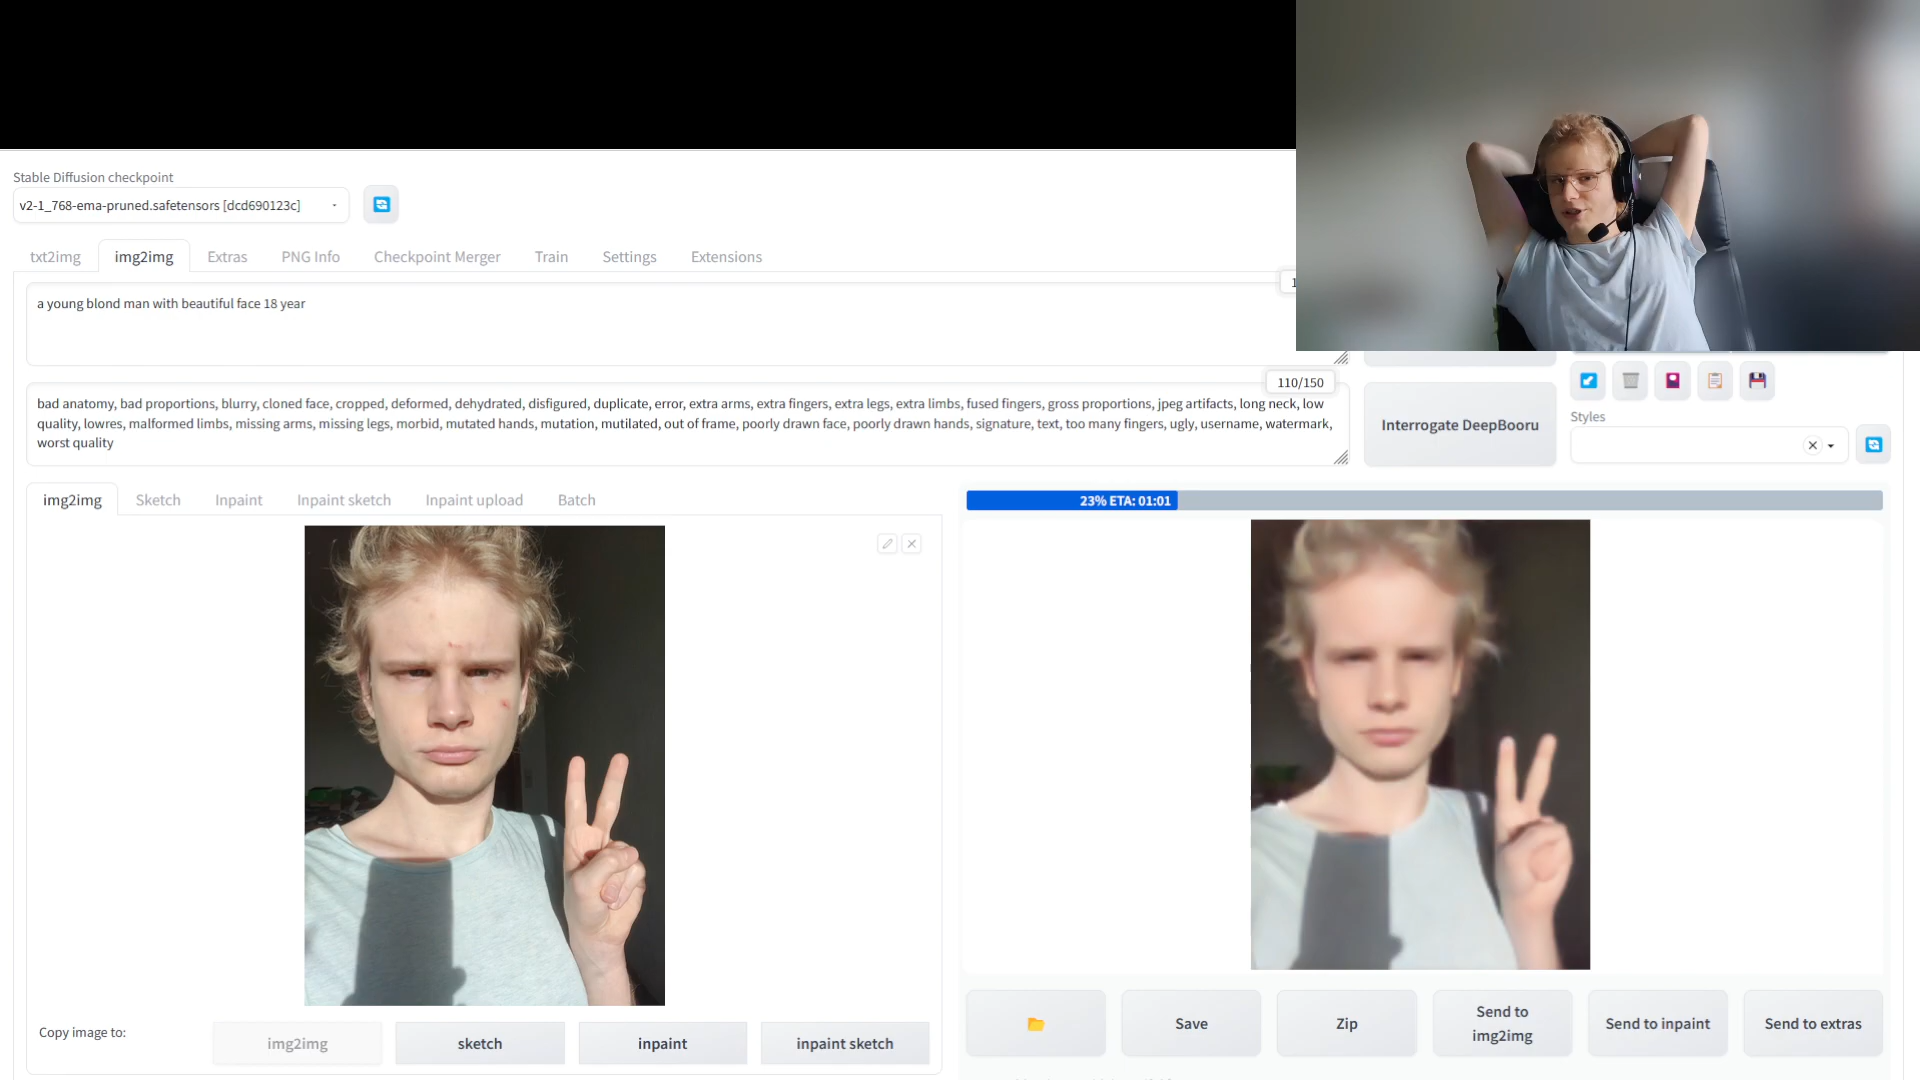 Stable Diffusion checkpoint
v2-1_768-ema-pruned.safetensors [dcd690123c]
txt2img img2img Extras PNG Info Checkpoint Merger Train Settings Extensions
a young blond man with beautiful face 18 year
110/150
bad anatomy, bad proportions, blurry, cloned face, cropped, deformed, dehydrated, disfigured, duplicate, error, extra arms, extra fingers, extra legs, extra limbs, fused fingers, gross proportions, jpeg artifacts, long neck, low
quality, lowres, malformed limbs, missing arms, missing legs, morbid, mutated hands, mutation, mutilated, out of frame, poorly drawn face, poorly drawn hands, signature, text, too many fingers, ugly, username, watermark,
worst quality
Interrogate DeepBooru
Styles
img2img Sketch Inpaint Inpaint sketch Inpaint upload Batch
23% ETA: 01:01
Copy image to:
img2img sketch inpaint inpaint sketch
Save Zip Send to img2img Send to inpaint Send to extras